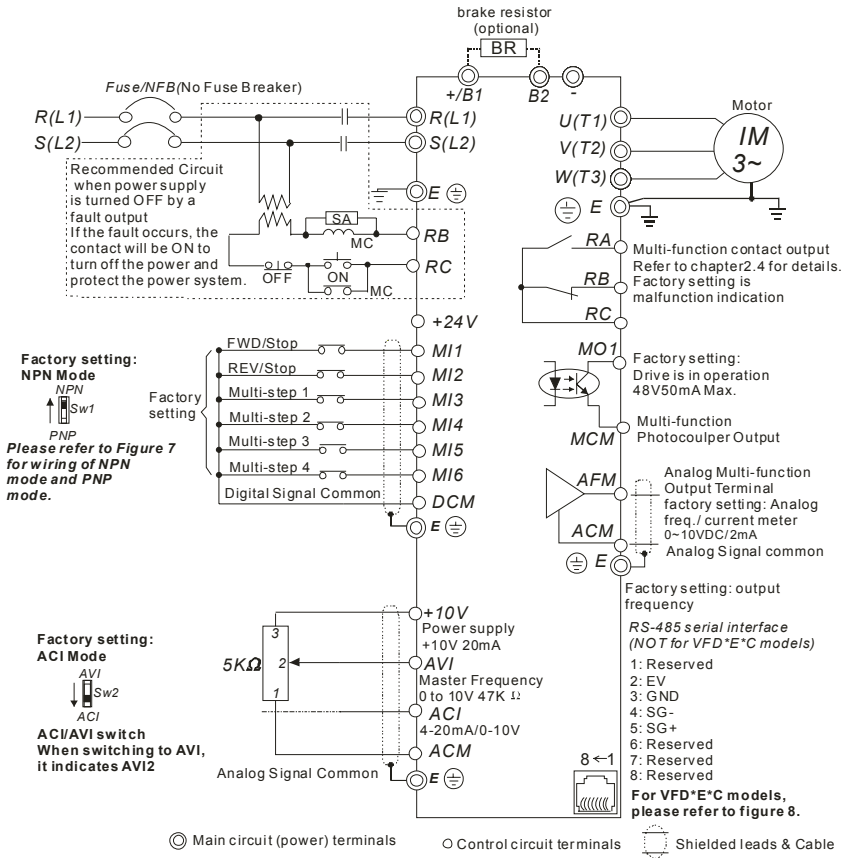 brake resistor
(optional)
BR
+/B1
B2
-
Fuse/NFB(No Fuse Breaker)
R(L1)
S(L2)
R(L1)
S(L2)
E
Recommended Circuit
when power supply
is turned OFF by a
fault output
If the fault occurs, the
contact will be ON to
turn off the power and
protect the power system.
SA
MC
OFF
ON
MC
RB
RC
U(T1)
V(T2)
W(T3)
E
Motor
IM
3~
RA
RB
RC
Multi-function contact output
Refer to chapter2.4 for details.
Factory setting is
malfunction indication
+24V
FWD/Stop
MI1
REV/Stop
MI2
Multi-step 1
MI3
Multi-step 2
MI4
Multi-step 3
MI5
Multi-step 4
MI6
Digital Signal Common
DCM
E
Factory
setting
Factory setting:
NPN Mode
NPN
Sw1
PNP
Please refer to Figure 7
for wiring of NPN
mode and PNP
mode.
MO1
Factory setting:
Drive is in operation
48V50mA Max.
Multi-function
Photocoulper Output
MCM
AFM
Analog Multi-function
Output Terminal
factory setting: Analog
freq./ current meter
0~10VDC/2mA
ACM
Analog Signal common
E
Factory setting: output
frequency
Factory setting:
ACI Mode
AVI
Sw2
ACI
ACI/AVI switch
When switching to AVI,
it indicates AVI2
5KΩ
3
2
1
+10V
Power supply
+10V 20mA
AVI
Master Frequency
0 to 10V 47K Ω
ACI
4-20mA/0-10V
ACM
Analog Signal Common
E
RS-485 serial interface
(NOT for VFD*E*C models)
1: Reserved
2: EV
3: GND
4: SG-
5: SG+
6: Reserved
7: Reserved
8: Reserved
8←1
For VFD*E*C models,
please refer to figure 8.
Main circuit (power) terminals
Control circuit terminals
Shielded leads & Cable